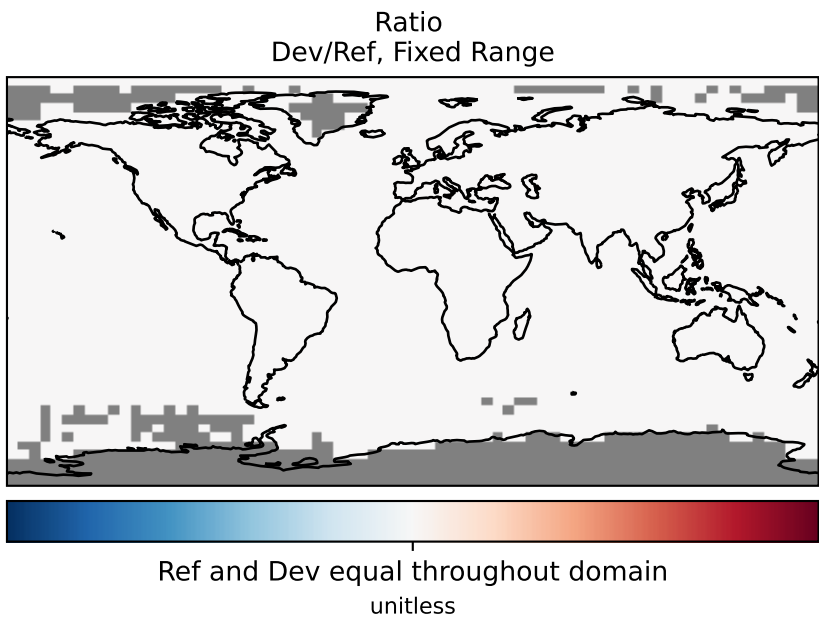 Ratio
Dev/Ref, Fixed Range
Ref and Dev equal throughout domain
unitless